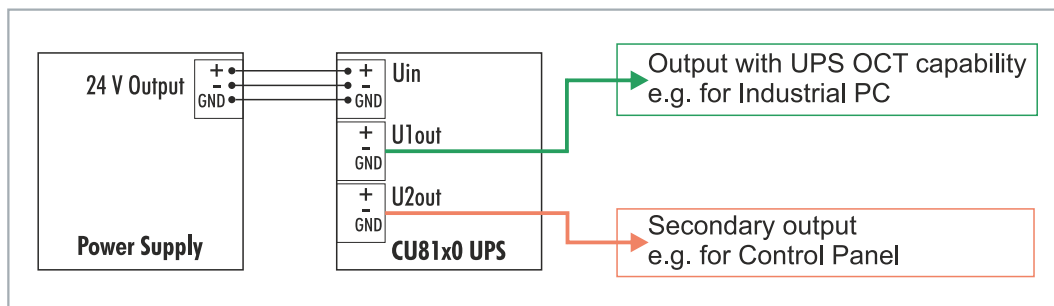 24 V Output
+
-
GND
Power Supply
+
-
GND
Uin
+
-
GND
U1out
+
-
GND
U2out
CU81x0 UPS
Output with UPS OCT capability
e.g. for Industrial PC
Secondary output
e.g. for Control Panel